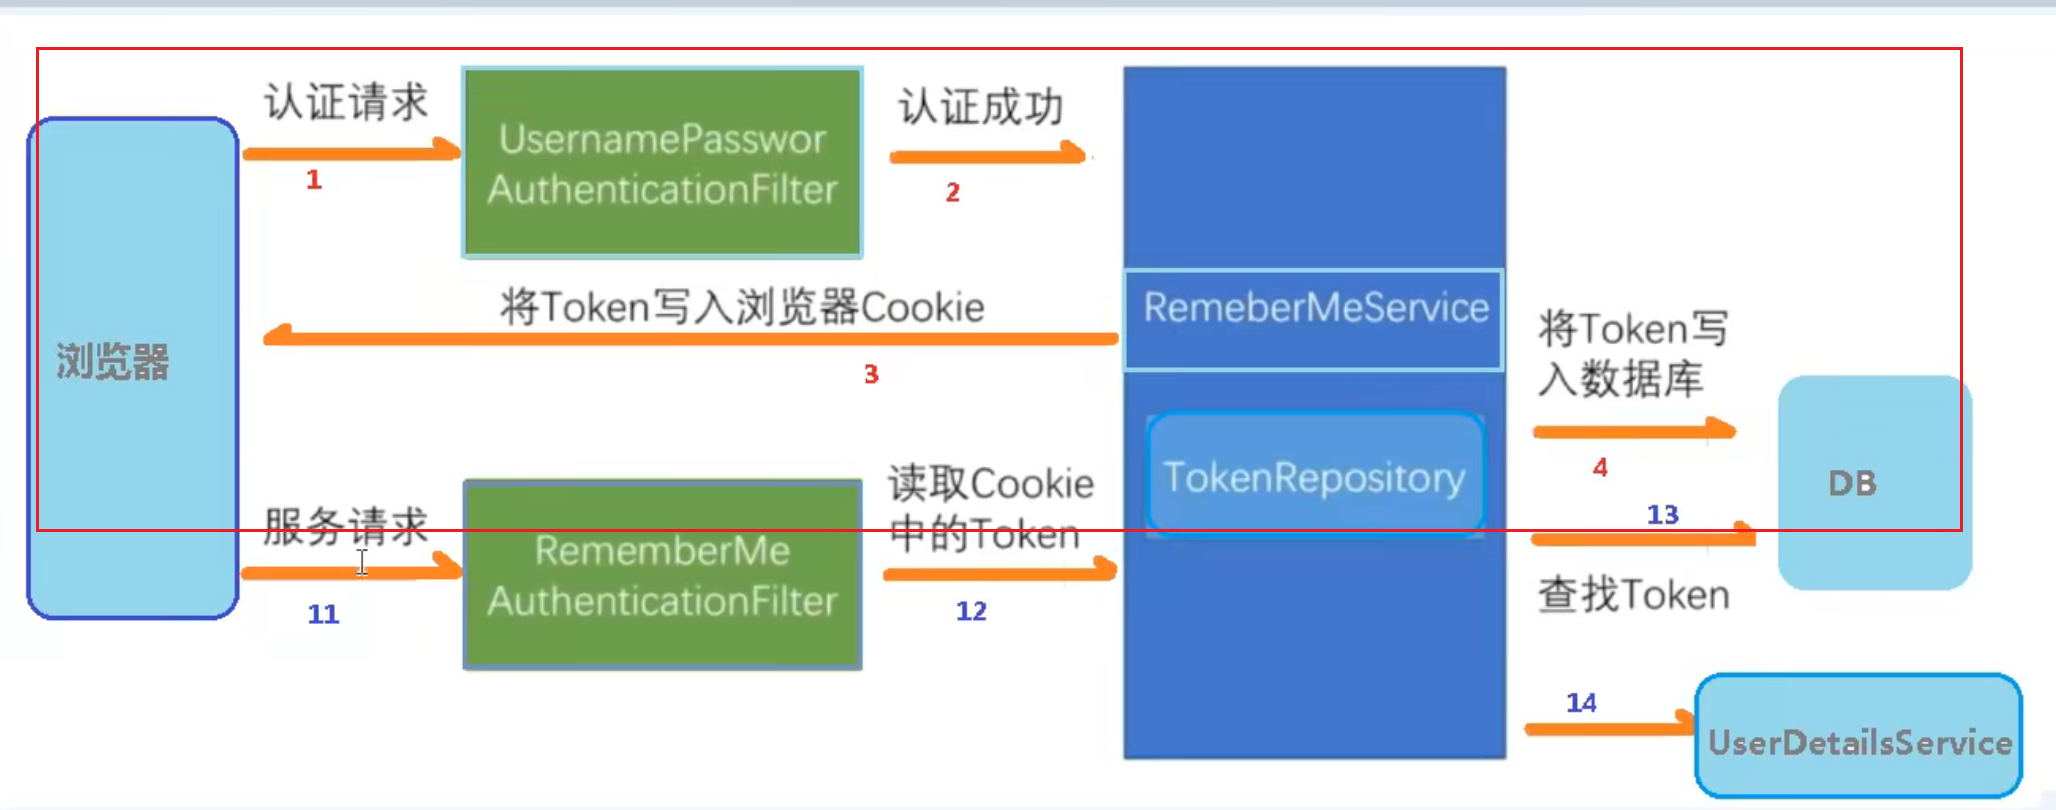 认证请求
1
UsernamePasswor
AuthenticationFilter
认证成功
2
将Token写入浏览器Cookie
3
RemeberMeService
浏览器
将Token写
入数据库
4
TokenRepository
DB
服务请求
11
RememberMe
AuthenticationFilter
读取Cookie
中的Token
12
13
查找Token
14
UserDetailsService